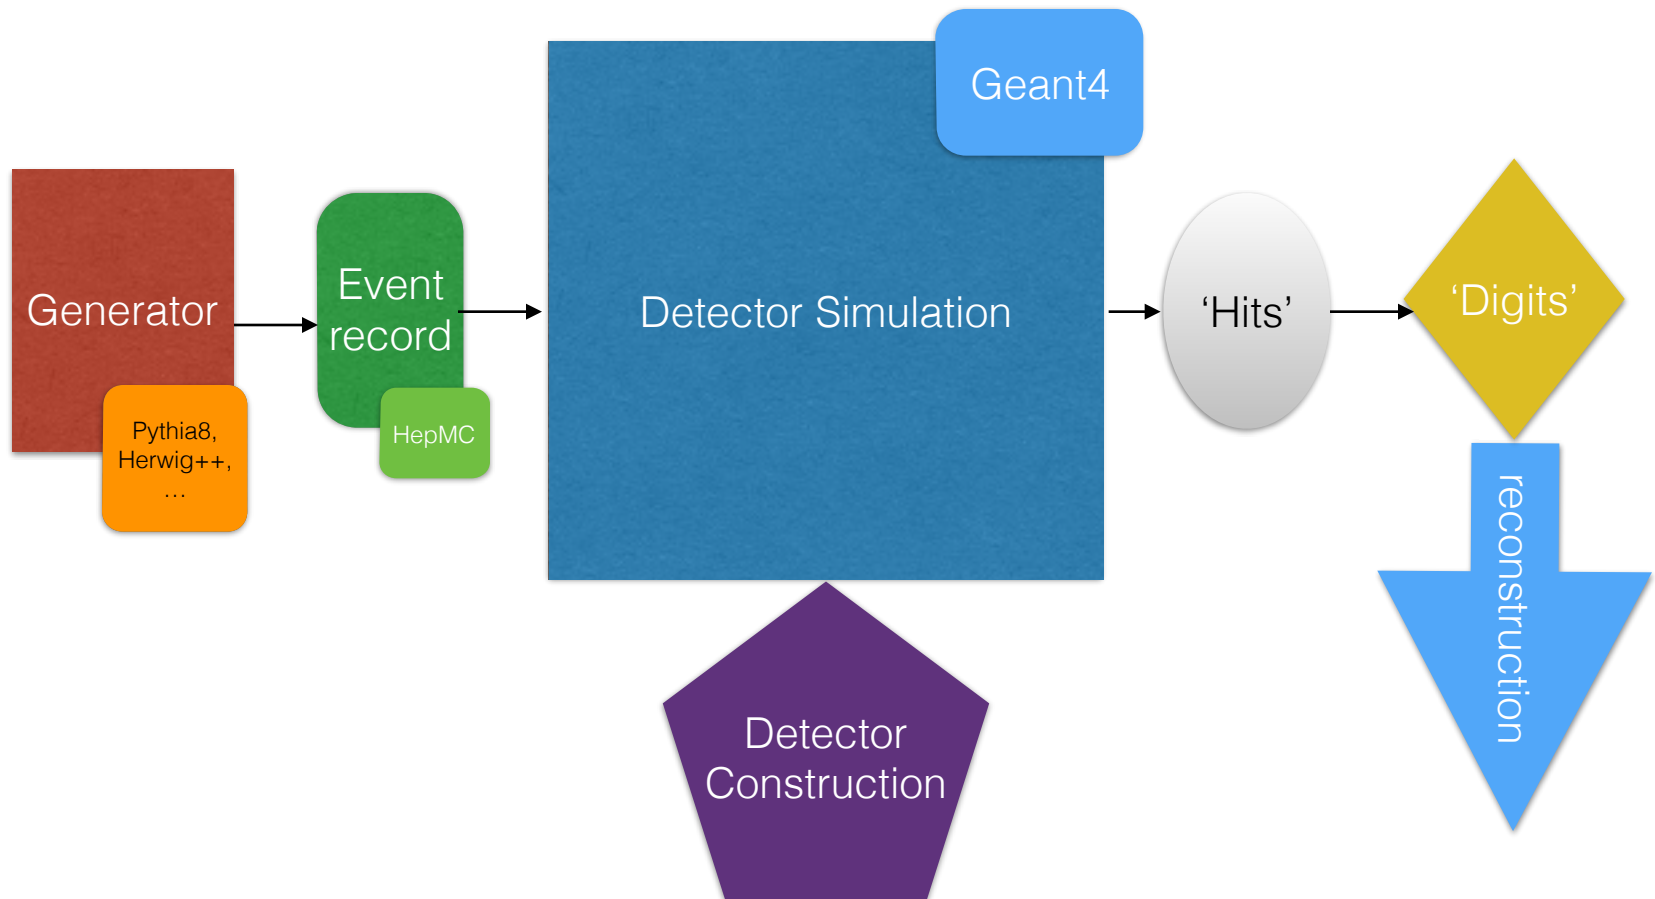 Generator
Pythia8,
Herwig++,
…
Event
record
HepMC
Detector Simulation
Geant4
Detector
Construction
‘Hits’
‘Digits’
reconstruction